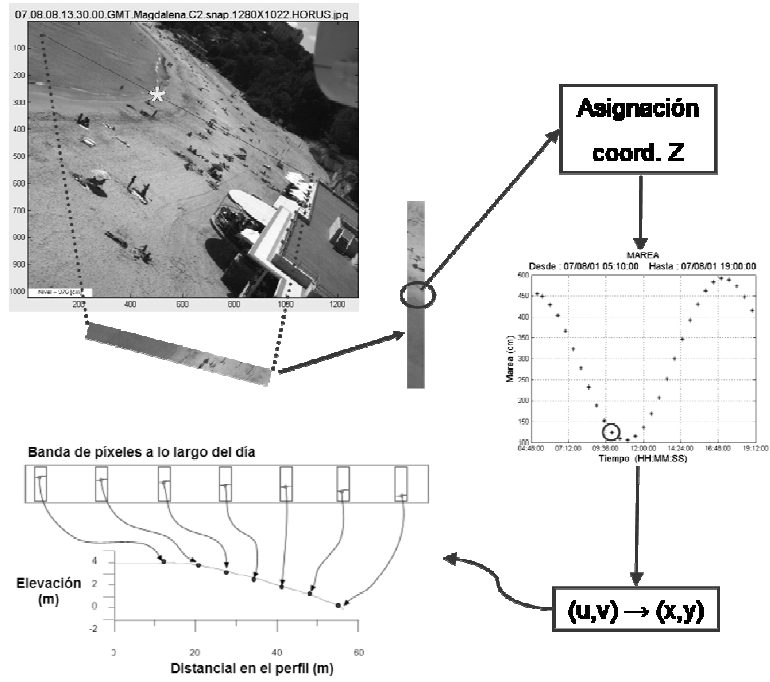 07.08.08.13.30.00.GMT.Magdalena.C2.snap.1280X1022.HORUS.jpg
100
200
300
400
500
600
700
800
900
1000
200
400
600
800
1000
1200
Asignación
coord. Z
MAREA
Desde : 07/08/01 05:10:00 Hasta : 07/08/01 19:00:00
500
450
400
350
300
250
200
150
100
Marea (cm)
04:48:00 07:12:00 09:36:00 12:00:00 14:24:00 16:48:00 19:12:00
Tiempo (HH:MM:SS)
(u,v) → (x,y)
Banda de píxeles a lo largo del día
Elevación
(m)
4
2
0
-2
0 20 40 60
Distancial en el perfil (m)